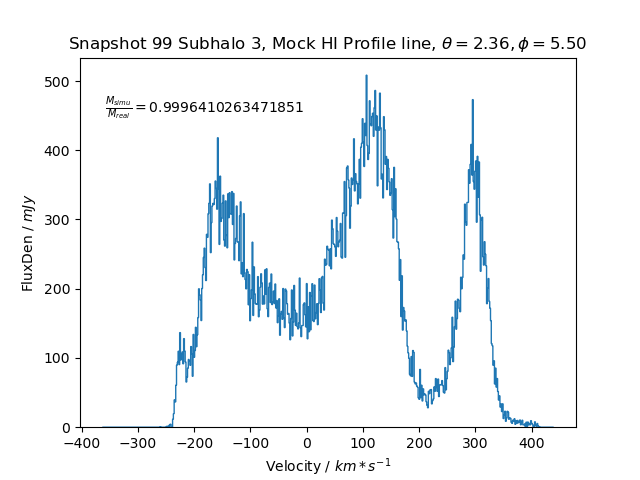 Snapshot 99 Subhalo 3, Mock HI Profile line, θ = 2.36, ϕ = 5.50
M_simu/M_real = 0.9996410263471851
FluxDen / mJy
500
400
300
200
100
0
−400 −300 −200 −100 0 100 200 300 400
Velocity / km * s⁻¹